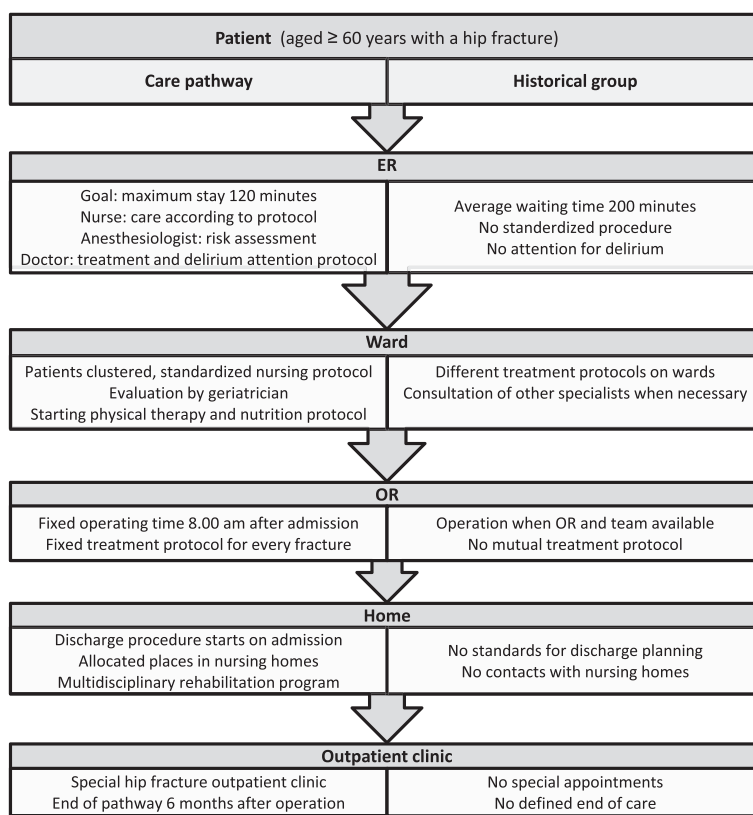 Patient (aged ≥ 60 years with a hip fracture)
Care pathway
Historical group
ER
Goal: maximum stay 120 minutes
Nurse: care according to protocol
Anesthesiologist: risk assessment
Doctor: treatment and delirium attention protocol
Average waiting time 200 minutes
No standerdized procedure
No attention for delirium
Ward
Patients clustered, standardized nursing protocol
Evaluation by geriatrician
Starting physical therapy and nutrition protocol
Different treatment protocols on wards
Consultation of other specialists when necessary
OR
Fixed operating time 8.00 am after admission
Fixed treatment protocol for every fracture
Operation when OR and team available
No mutual treatment protocol
Home
Discharge procedure starts on admission
Allocated places in nursing homes
Multidisciplinary rehabilitation program
No standards for discharge planning
No contacts with nursing homes
Outpatient clinic
Special hip fracture outpatient clinic
End of pathway 6 months after operation
No special appointments
No defined end of care